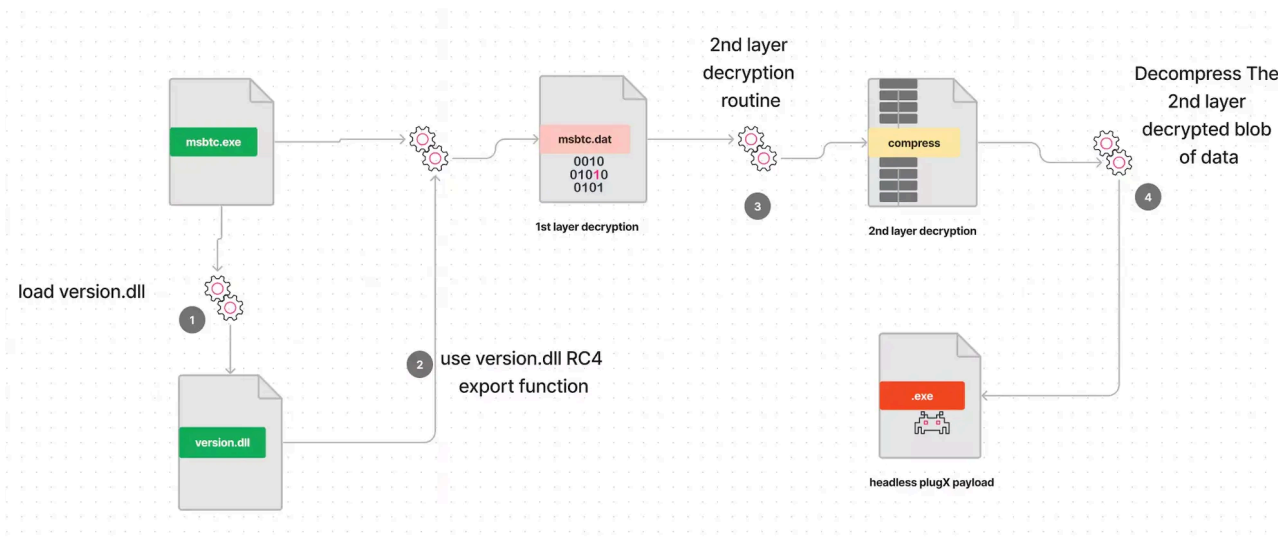 2nd layer
decryption
routine
Decompress The
2nd layer
decrypted blob
of data
msbtc.exe
msbtc.dat
0010
01010
0101
compress
3
4
1st layer decryption
2nd layer decryption
load version.dll
1
2
use version.dll RC4
export function
.exe
version.dll
headless plugX payload